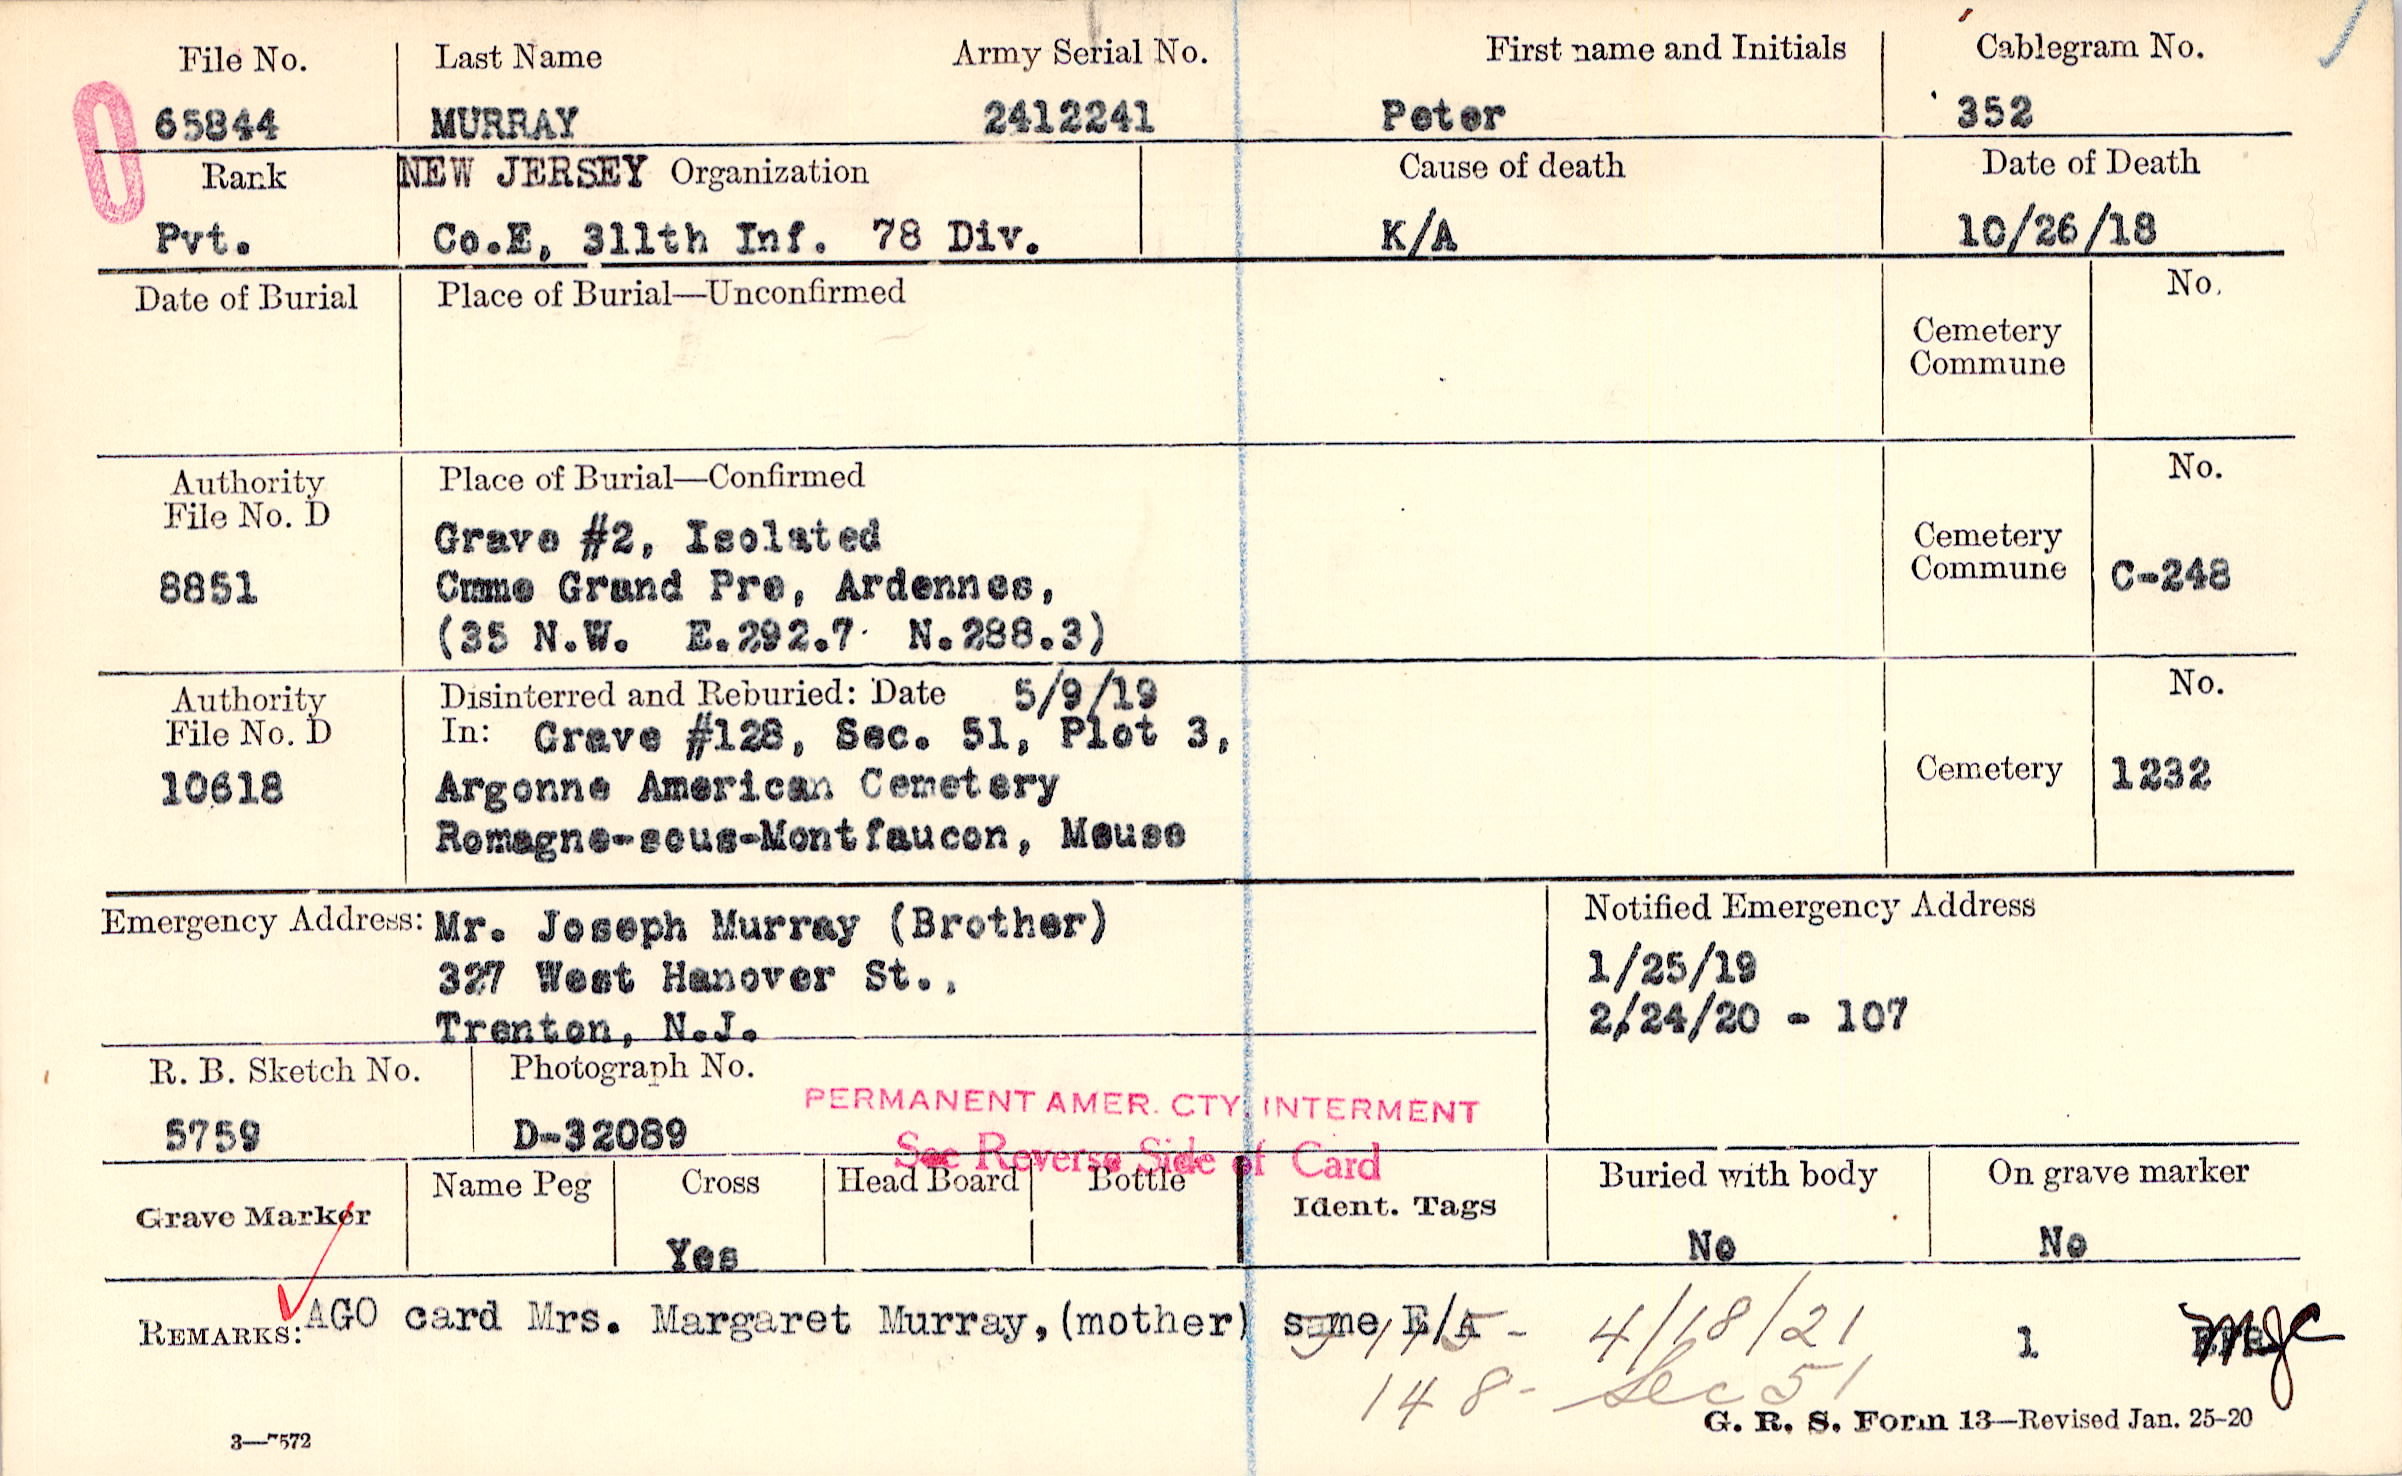 File No. Last Name Army Serial No. First name and Initials Cablegram No.
65844 MURRAY 2412241 Peter 352
Rank NEW JERSEY Organization Cause of death Date of Death
Pvt. Co.E, 311th Inf. 78 Div. K/A 10/26/18
Date of Burial Place of Burial—Unconfirmed No.
Cemetery
Commune
Authority Place of Burial—Confirmed No.
File No. D
Grave #2, Isolated Cemetery
8851 Cmme Grand Pre, Ardennes, Commune C-248
(35 N.W. E.292.7 N.288.3)
Authority Disinterred and Reburied: Date 5/9/19 No.
File No. D In: Grave #128, Sec. 51, Plot 3,
10618 Argonne American Cemetery Cemetery 1232
Romagne-sous-Montfaucon, Meuse
Emergency Address: Mr. Joseph Murray (Brother) Notified Emergency Address
327 West Hanover St., 1/25/19
Trenton, N.J. 2/24/20 - 107
R. B. Sketch No. Photograph No.
PERMANENT AMER. CTY. INTERMENT
5759 D-32089
See Reverse Side of Card
Grave Marker Name Peg Cross Head Board Bottle Ident. Tags Buried with body On grave marker
Yes No No
REMARKS: AGO card Mrs. Margaret Murray, (mother) same E/A 4/18/21 1
148- Sec 51
3—7572 G. R. S. Form 13—Revised Jan. 25-20